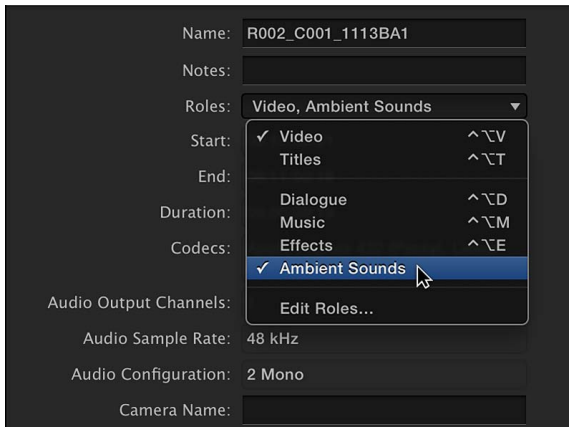 Name: R002_C001_1113BA1
Notes:
Roles: Video, Ambient Sounds ▼
Start:
✓ Video ^⌥V
Titles ^⌥T
End:
Dialogue ^⌥D
Duration:
Music ^⌥M
Codecs:
Effects ^⌥E
✓ Ambient Sounds
Audio Output Channels:
Edit Roles...
Audio Sample Rate: 48 kHz
Audio Configuration: 2 Mono
Camera Name: